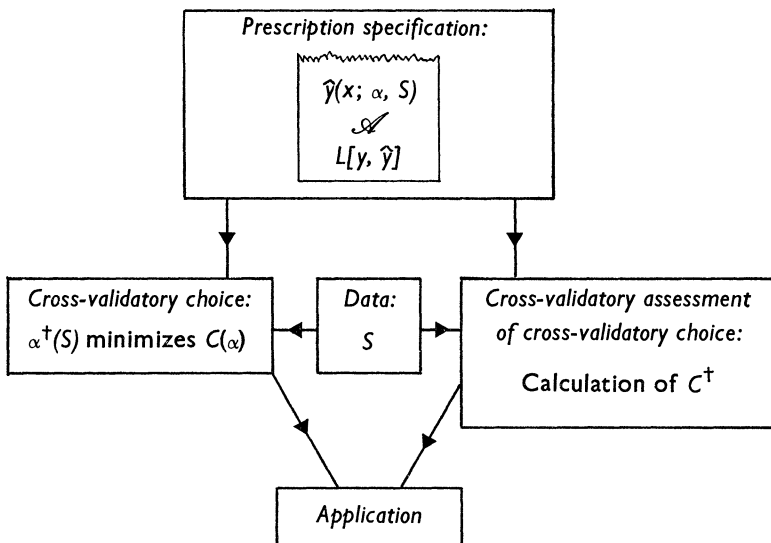 Prescription specification:
ŷ(x; α, S)
𝒜
L[y, ŷ]
Cross-validatory choice:
α†(S) minimizes C(α)
Data:
S
Cross-validatory assessment
of cross-validatory choice:
Calculation of C†
Application